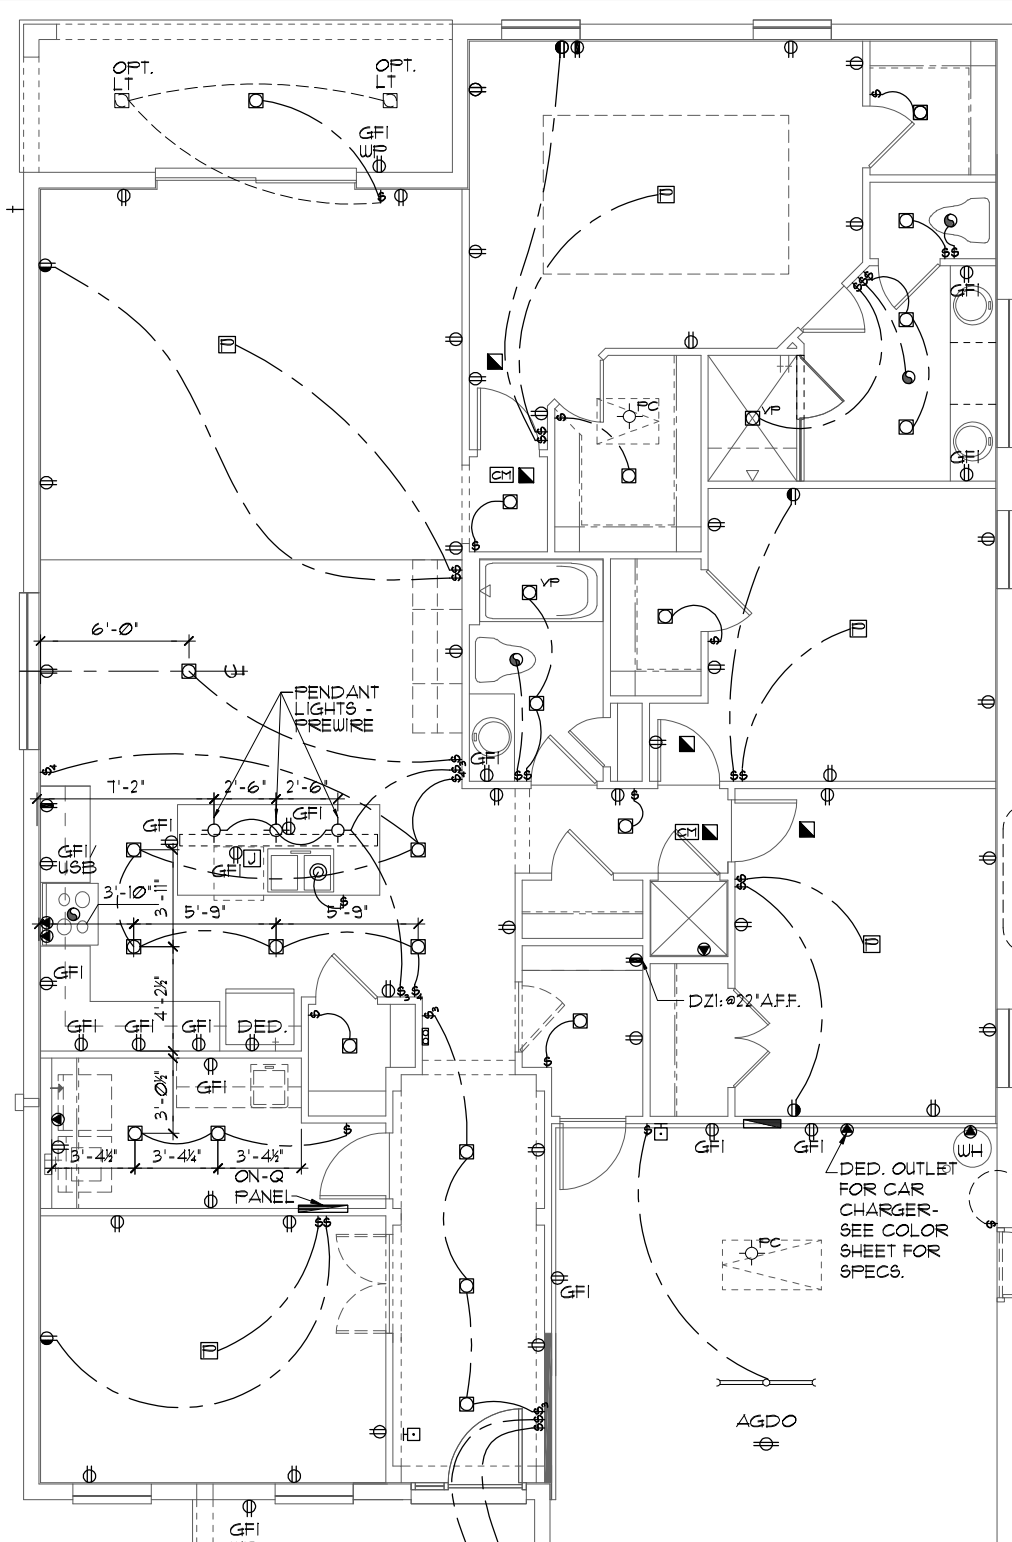 OPT.
LT
OPT.
LT
GFI
WP
P
GFI
P
PC
VP
GFI
CM
VP
P
6'-0"
PENDANT
LIGHTS -
PREWIRE
GFI
7'-2"
2'-6"
2'-6"
GFI
GFI
GFI/
USB
GFI
J
CM
3'-10"
3'-11"
5'-9"
5'-9"
P
GFI
DZ1: @22"A.F.F.
4'-2½"
GFI
GFI
GFI
DED.
GFI
3'-0½"
GFI
GFI
WH
3'-4½"
3'-4¼"
3'-4½"
ON-Q
PANEL
DED. OUTLET
FOR CAR
CHARGER-
SEE COLOR
SHEET FOR
SPECS.
PC
GFI
P
AGDO
GFI